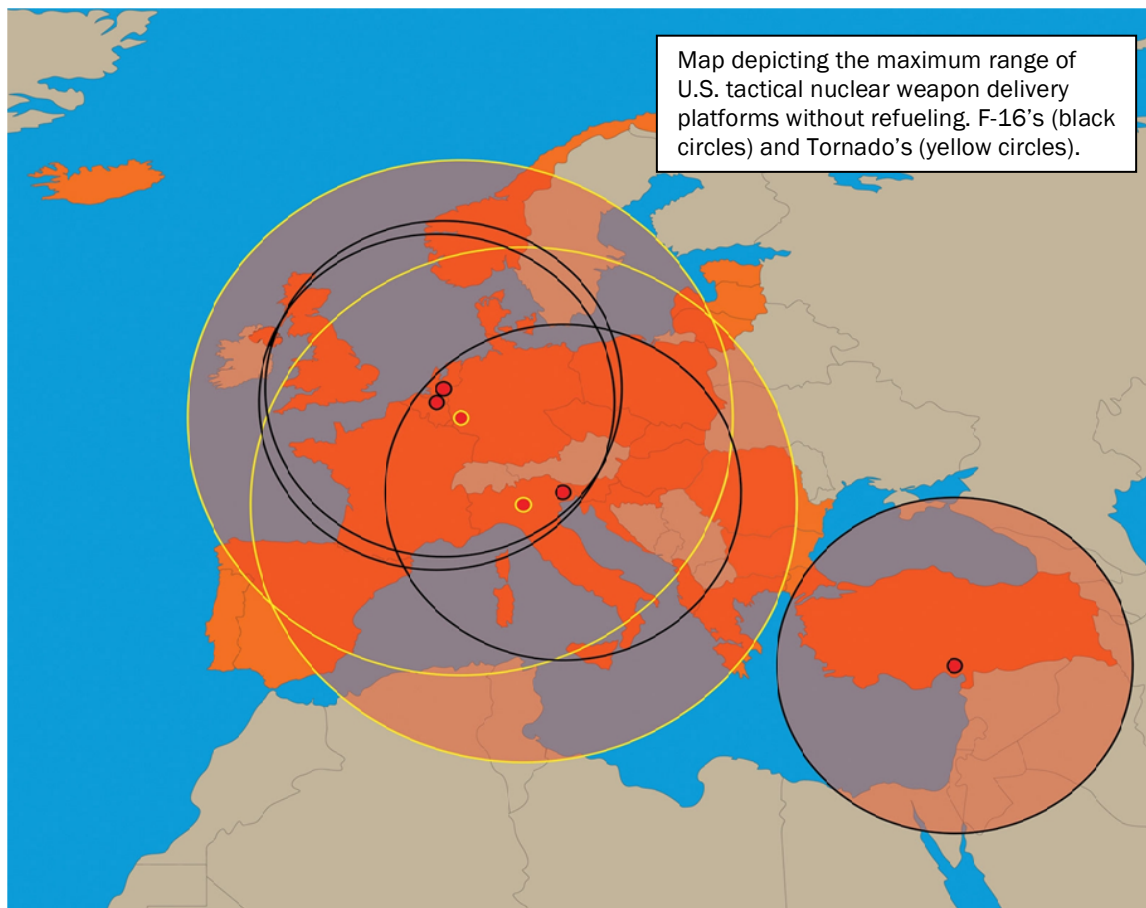 Map depicting the maximum range of
U.S. tactical nuclear weapon delivery
platforms without refueling. F-16's (black
circles) and Tornado's (yellow circles).